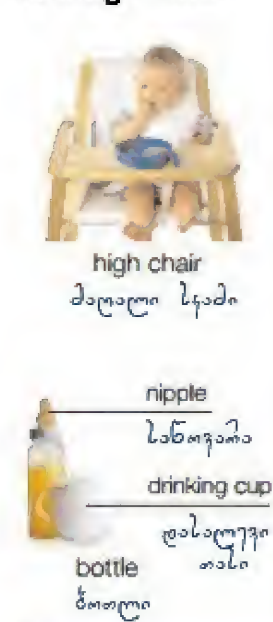 high chair
მაღალი სკამი
nipple
საწოვარა
drinking cup
დასალევი
თასი
bottle
ბოთლი